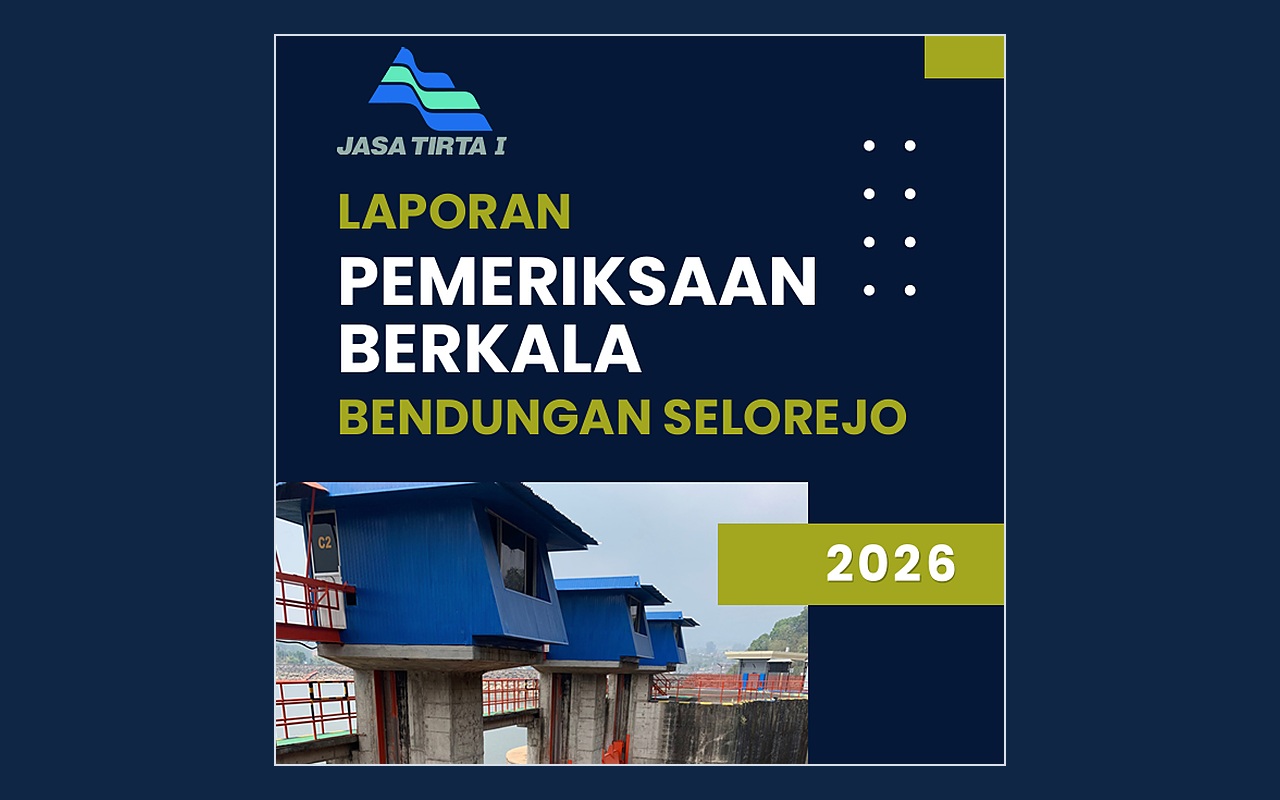 JASA TIRTA I
LAPORAN
PEMERIKSAAN
BERKALA
BENDUNGAN SELOREJO
C2
2026